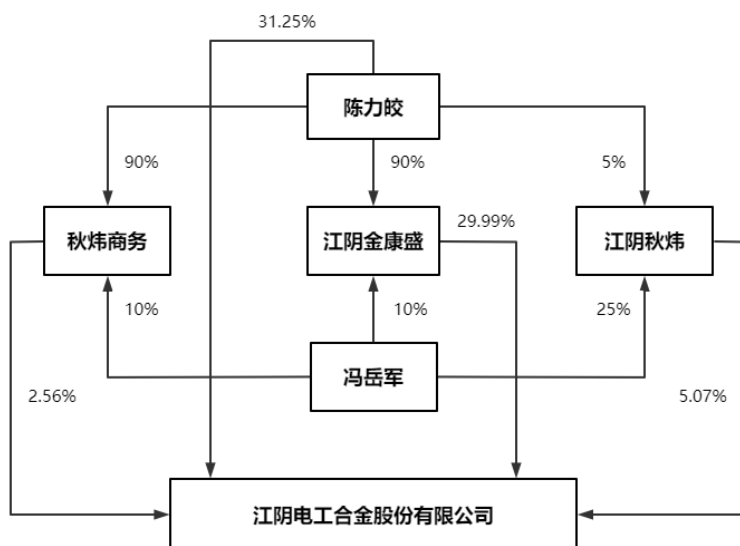 31.25%
陈力皎
90%
90%
5%
秋炜商务
江阴金康盛
29.99%
江阴秋炜
10%
10%
25%
冯岳军
2.56%
5.07%
江阴电工合金股份有限公司